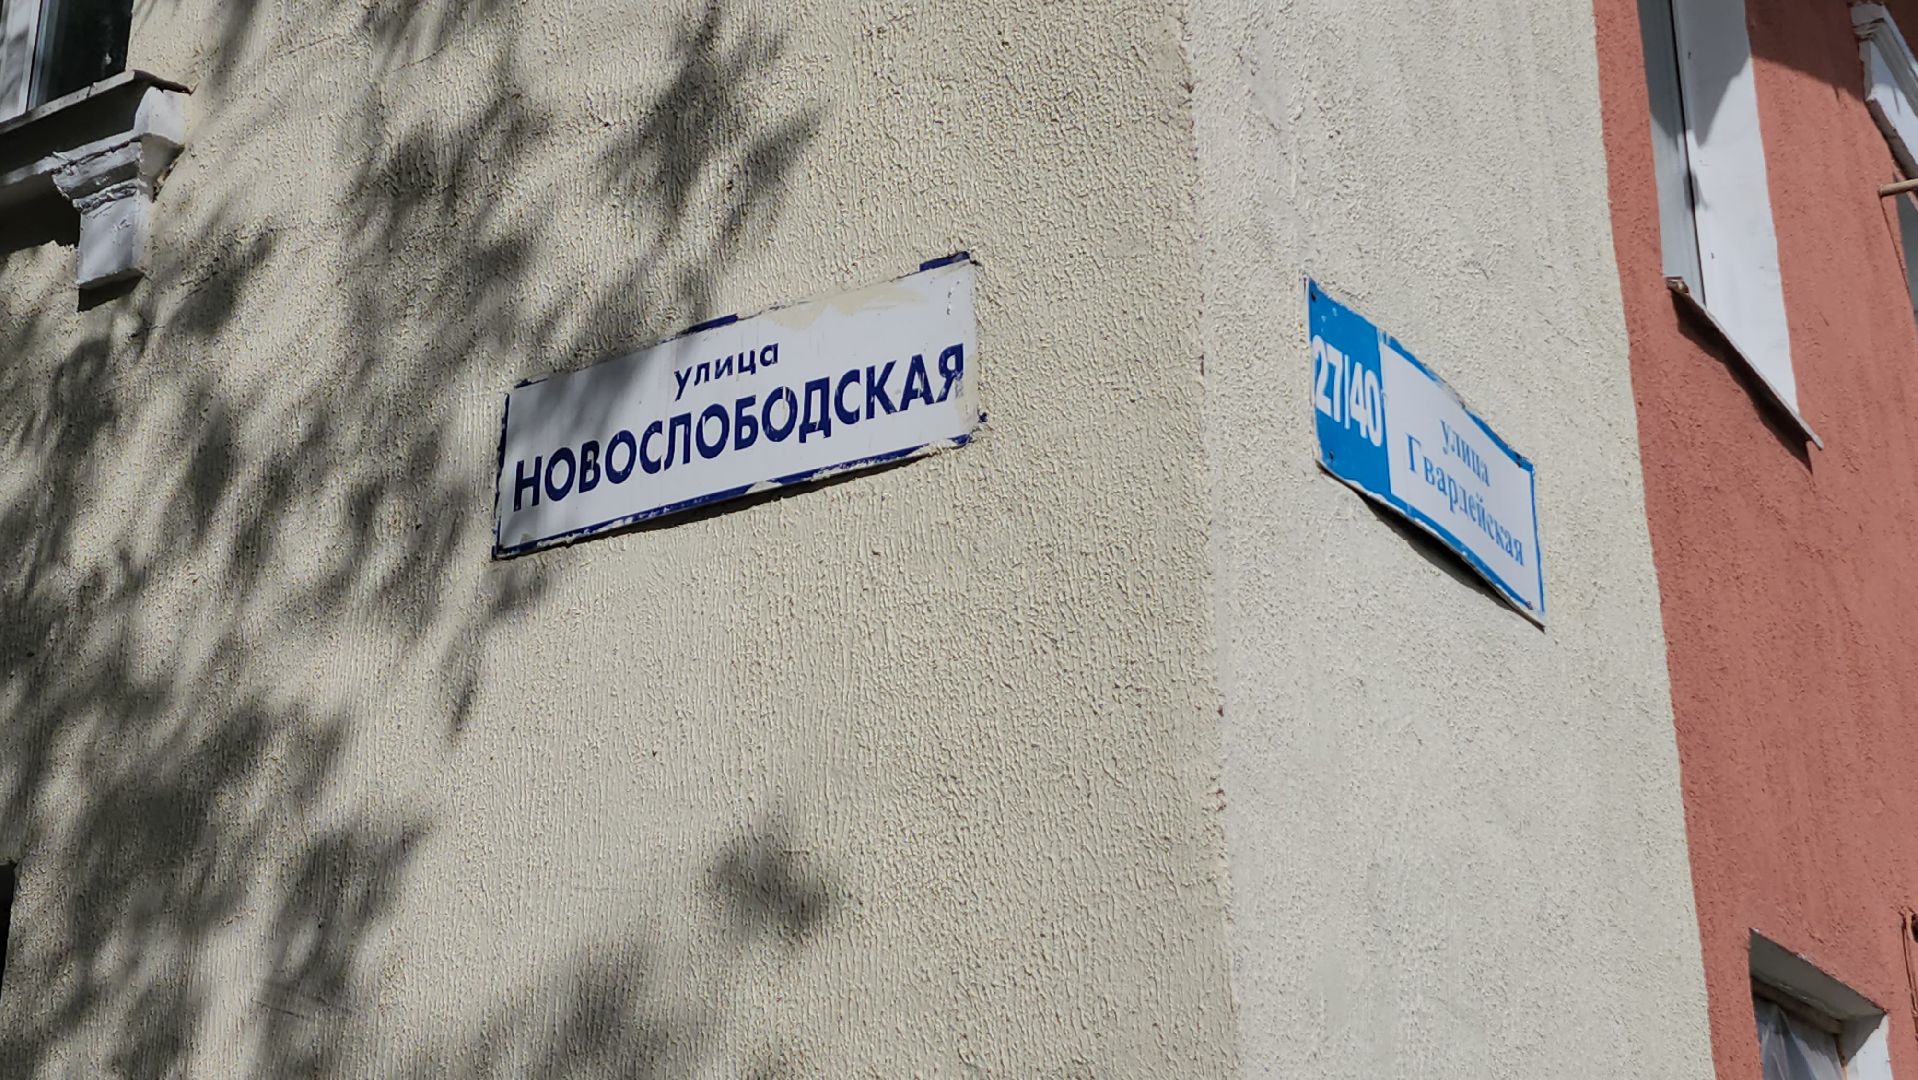 улица
НОВОСЛОБОДСКАЯ
27/40
улица
Гвардейская